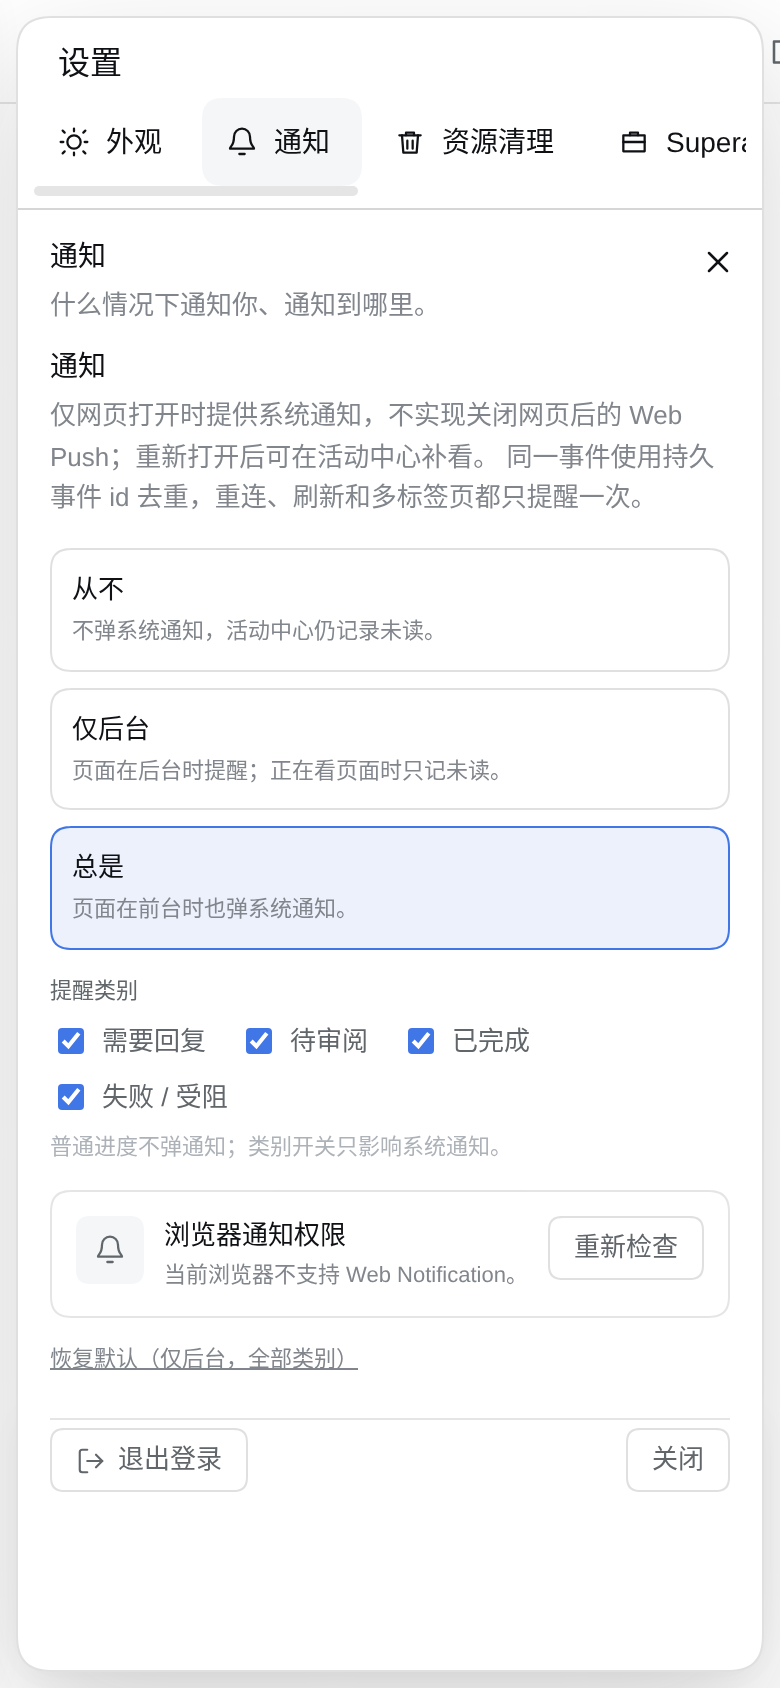 设置
外观
通知
资源清理
Supera
通知
什么情况下通知你、通知到哪里。
通知
仅网页打开时提供系统通知，不实现关闭网页后的 Web
Push；重新打开后可在活动中心补看。 同一事件使用持久
事件 id 去重，重连、刷新和多标签页都只提醒一次。
从不
不弹系统通知，活动中心仍记录未读。
仅后台
页面在后台时提醒；正在看页面时只记未读。
总是
页面在前台时也弹系统通知。
提醒类别
需要回复
待审阅
已完成
失败 / 受阻
普通进度不弹通知；类别开关只影响系统通知。
浏览器通知权限
当前浏览器不支持 Web Notification。
重新检查
恢复默认（仅后台，全部类别）
退出登录
关闭